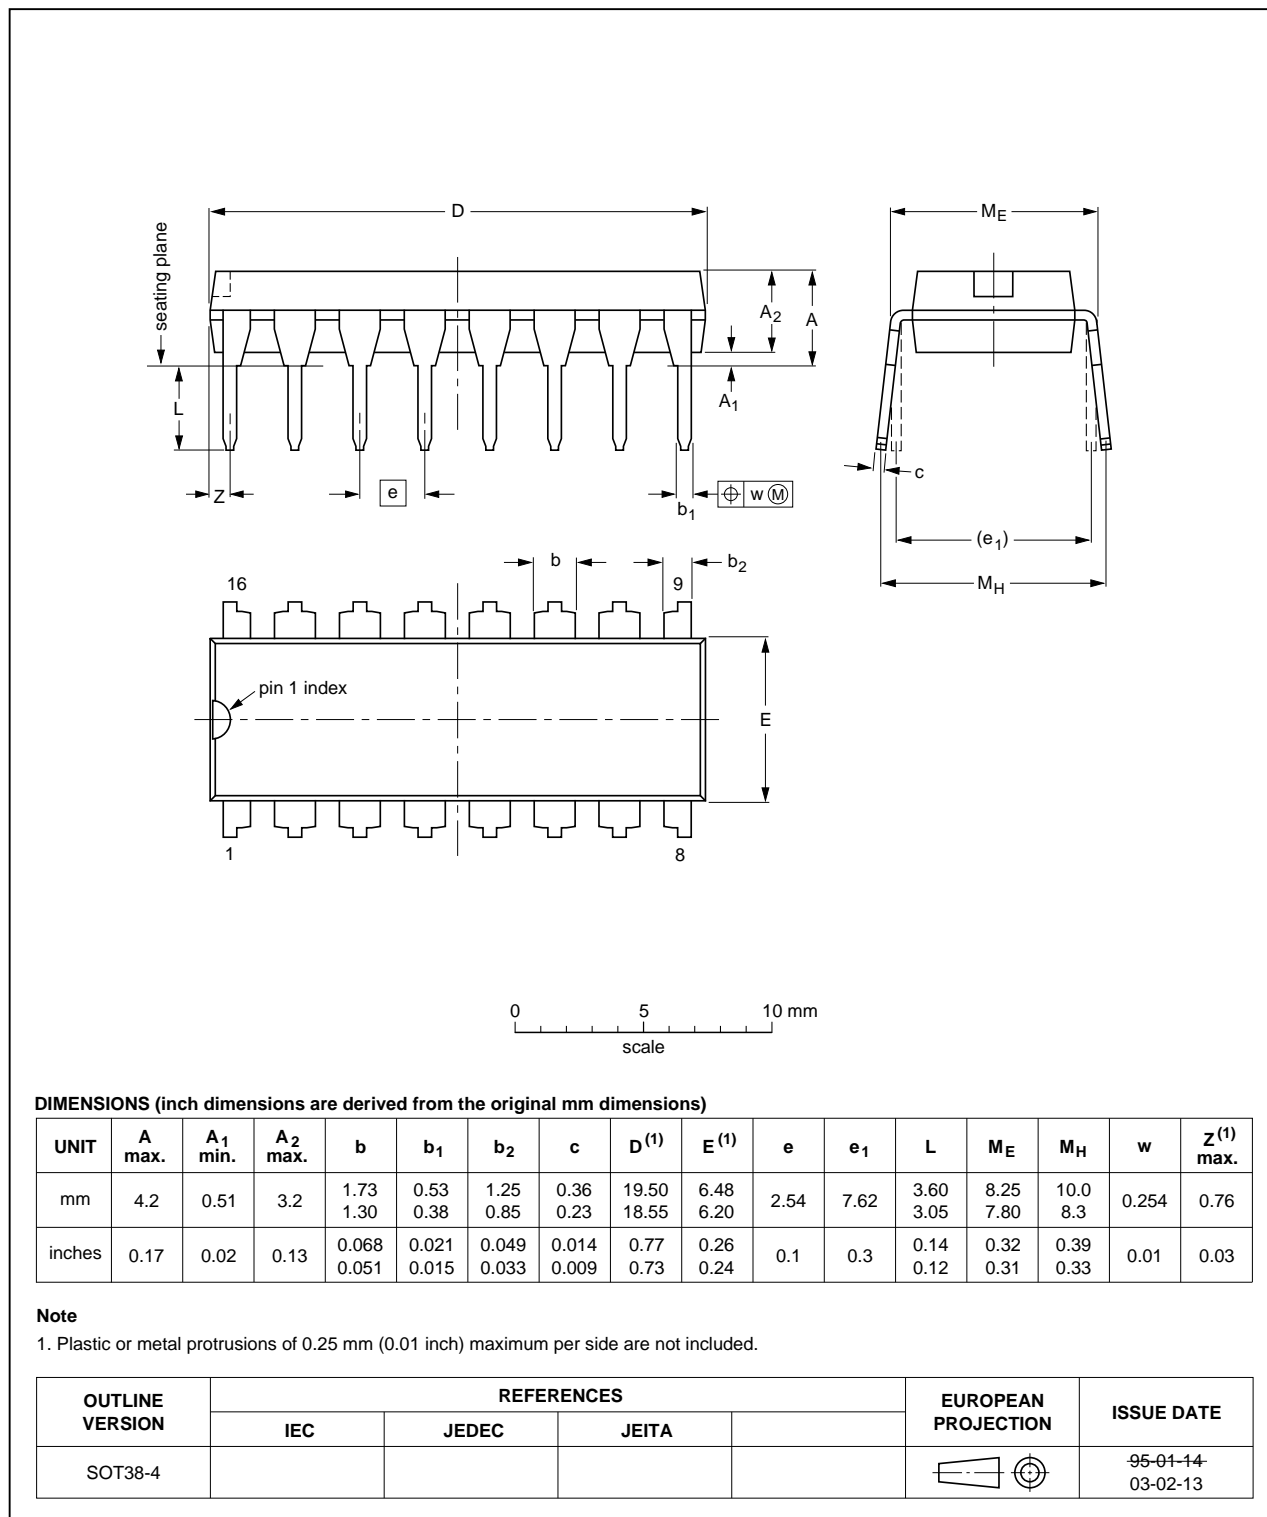 D
ME
seating plane
A2
A
A1
L
Z
e
b1
w M
c
(e1)
MH
b
b2
16
9
pin 1 index
E
1
8
0 5 10 mm
scale
DIMENSIONS (inch dimensions are derived from the original mm dimensions)
UNIT A max. A1 min. A2 max. b b1 b2 c D(1) E(1) e e1 L ME MH w Z(1) max.
mm 4.2 0.51 3.2 1.73 1.30 0.53 0.38 1.25 0.85 0.36 0.23 19.50 18.55 6.48 6.20 2.54 7.62 3.60 3.05 8.25 7.80 10.0 8.3 0.254 0.76
inches 0.17 0.02 0.13 0.068 0.051 0.021 0.015 0.049 0.033 0.014 0.009 0.77 0.73 0.26 0.24 0.1 0.3 0.14 0.12 0.32 0.31 0.39 0.33 0.01 0.03
Note
1. Plastic or metal protrusions of 0.25 mm (0.01 inch) maximum per side are not included.
OUTLINE VERSION
REFERENCES
EUROPEAN PROJECTION
ISSUE DATE
IEC JEDEC JEITA
SOT38-4
95-01-14
03-02-13